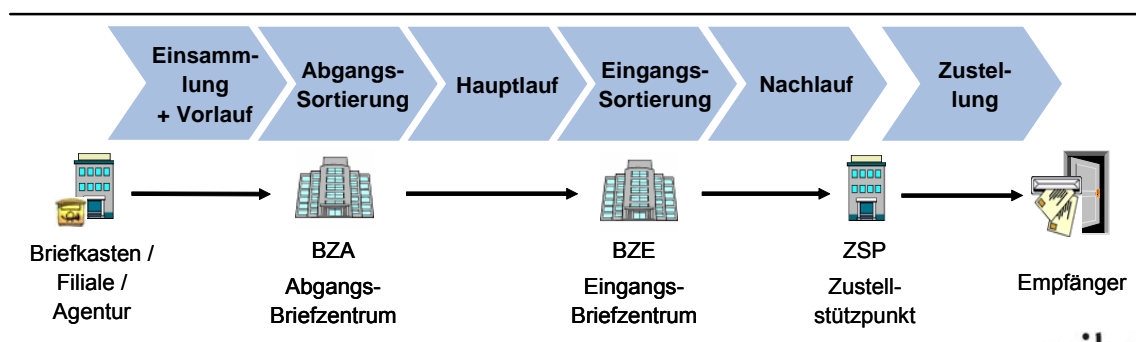 Einsamm-
lung
+ Vorlauf
Abgangs-
Sortierung
Hauptlauf
Eingangs-
Sortierung
Nachlauf
Zustel-
lung
Briefkasten /
Filiale /
Agentur
BZA
Abgangs-
Briefzentrum
BZE
Eingangs-
Briefzentrum
ZSP
Zustell-
stützpunkt
Empfänger